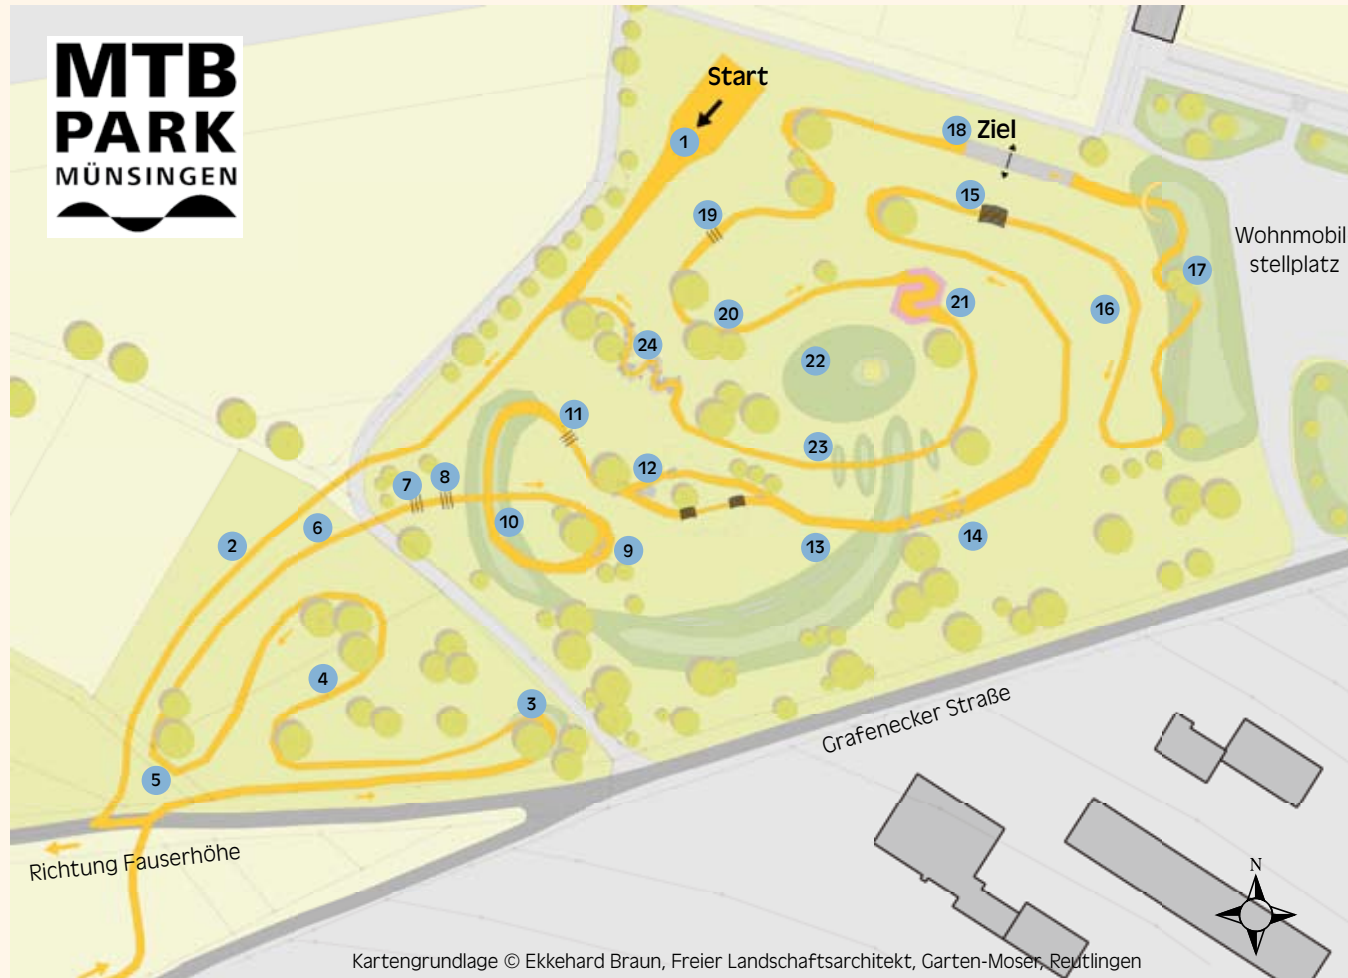 MTB
PARK
MÜNSINGEN
Start
1
18
Ziel
15
19
Wohnmobil
stellplatz
17
16
20
21
24
22
11
23
12
7
8
10
9
13
14
2
6
4
3
5
Grafenecker Straße
Richtung Fauserhöhe
N
Kartengrundlage © Ekkehard Braun, Freier Landschaftsarchitekt, Garten-Moser, Reutlingen